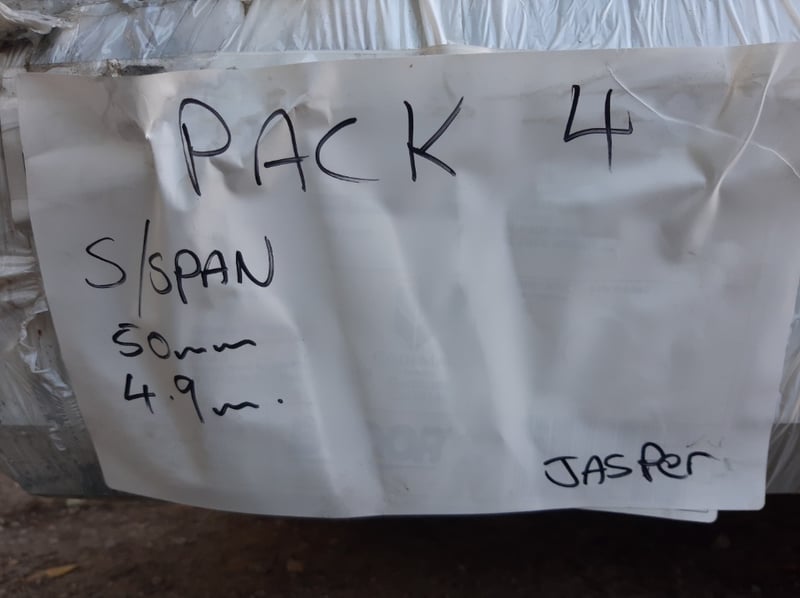 PACK 4
S/SPAN
50mm
4.9m.
JASPer